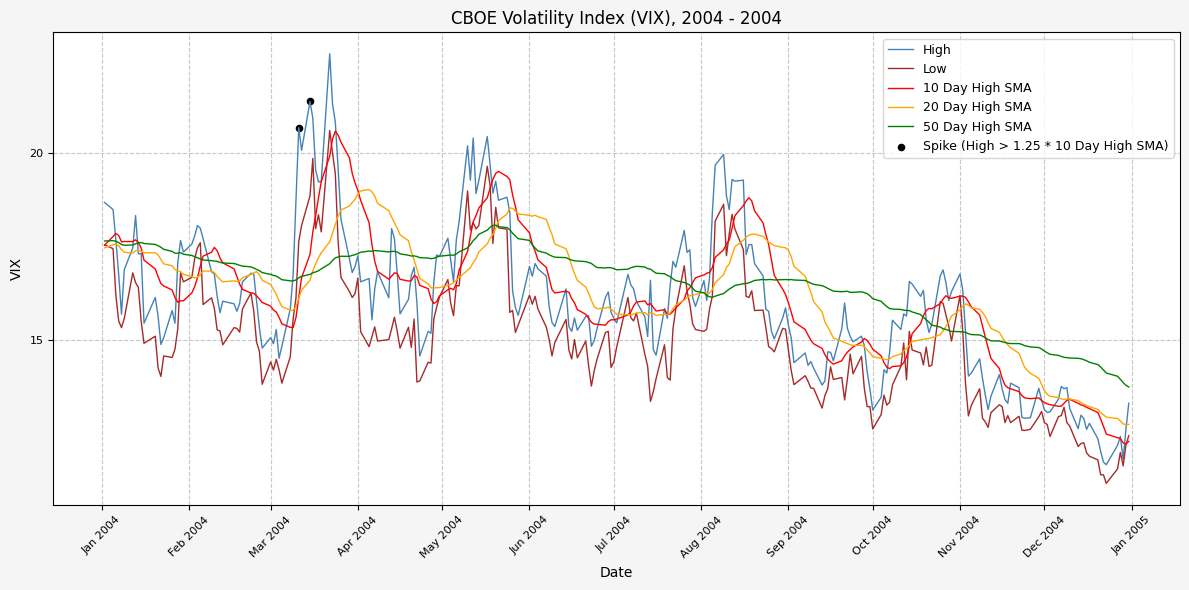 CBOE Volatility Index (VIX), 2004 - 2004
High
Low
10 Day High SMA
20 Day High SMA
50 Day High SMA
Spike (High > 1.25 * 10 Day High SMA)
VIX
20
15
Jan 2004
Feb 2004
Mar 2004
Apr 2004
May 2004
Jun 2004
Jul 2004
Aug 2004
Sep 2004
Oct 2004
Nov 2004
Dec 2004
Jan 2005
Date